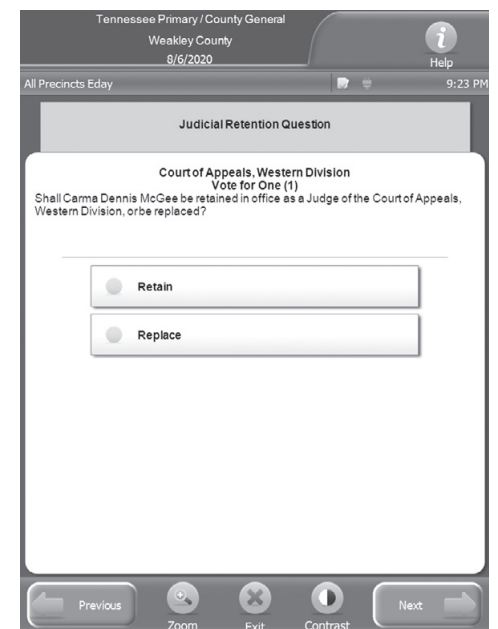 Tennessee Primary / County General
Weakley County
8/6/2020
Help
All Precincts Eday
9:23 PM
Judicial Retention Question
Court of Appeals, Western Division
Vote for One (1)
Shall Carma Dennis McGee be retained in office as a Judge of the Court of Appeals,
Western Division, orbe replaced?
Retain
Replace
Previous
Zoom
Exit
Contrast
Next